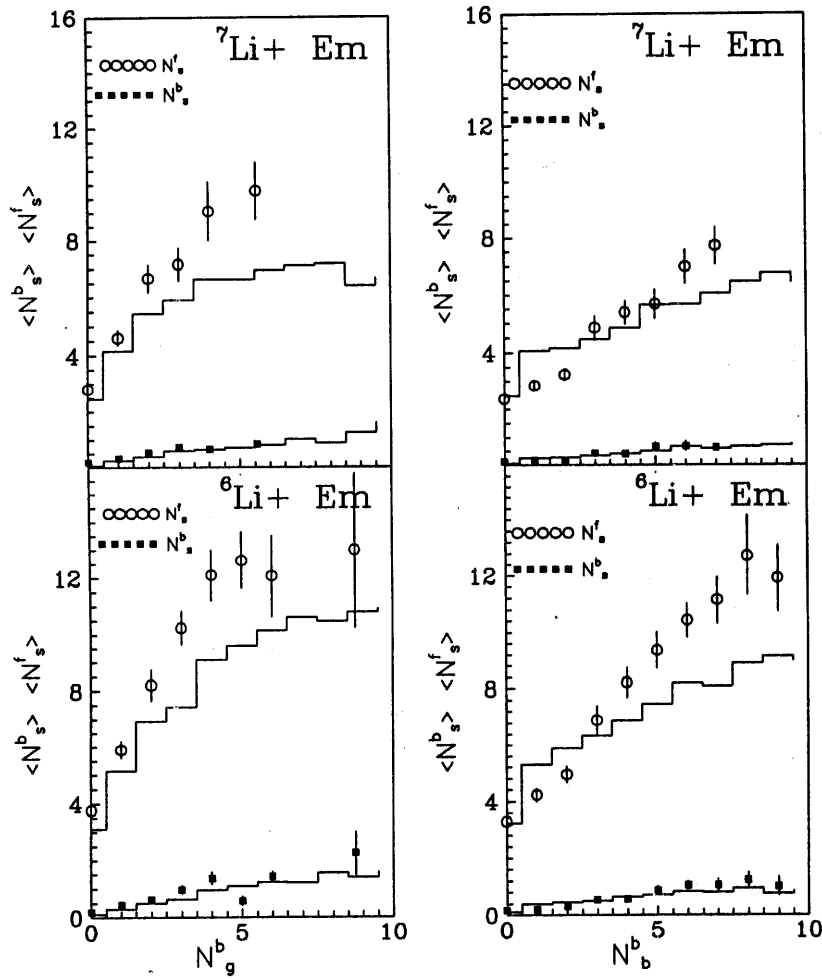 16
12
8
4
<N^b_s> <N^f_s>
^7Li+ Em
N^f_s
N^b_s
16
12
8
4
<N^b_s> <N^f_s>
^7Li+ Em
N^f_s
N^b_s
12
8
4
0
<N^b_s> <N^f_s>
^6Li+ Em
N^f_s
N^b_s
0
5
10
N^b_g
12
8
4
0
<N^b_s> <N^f_s>
^6Li+ Em
N^f_s
N^b_s
0
5
10
N^b_b